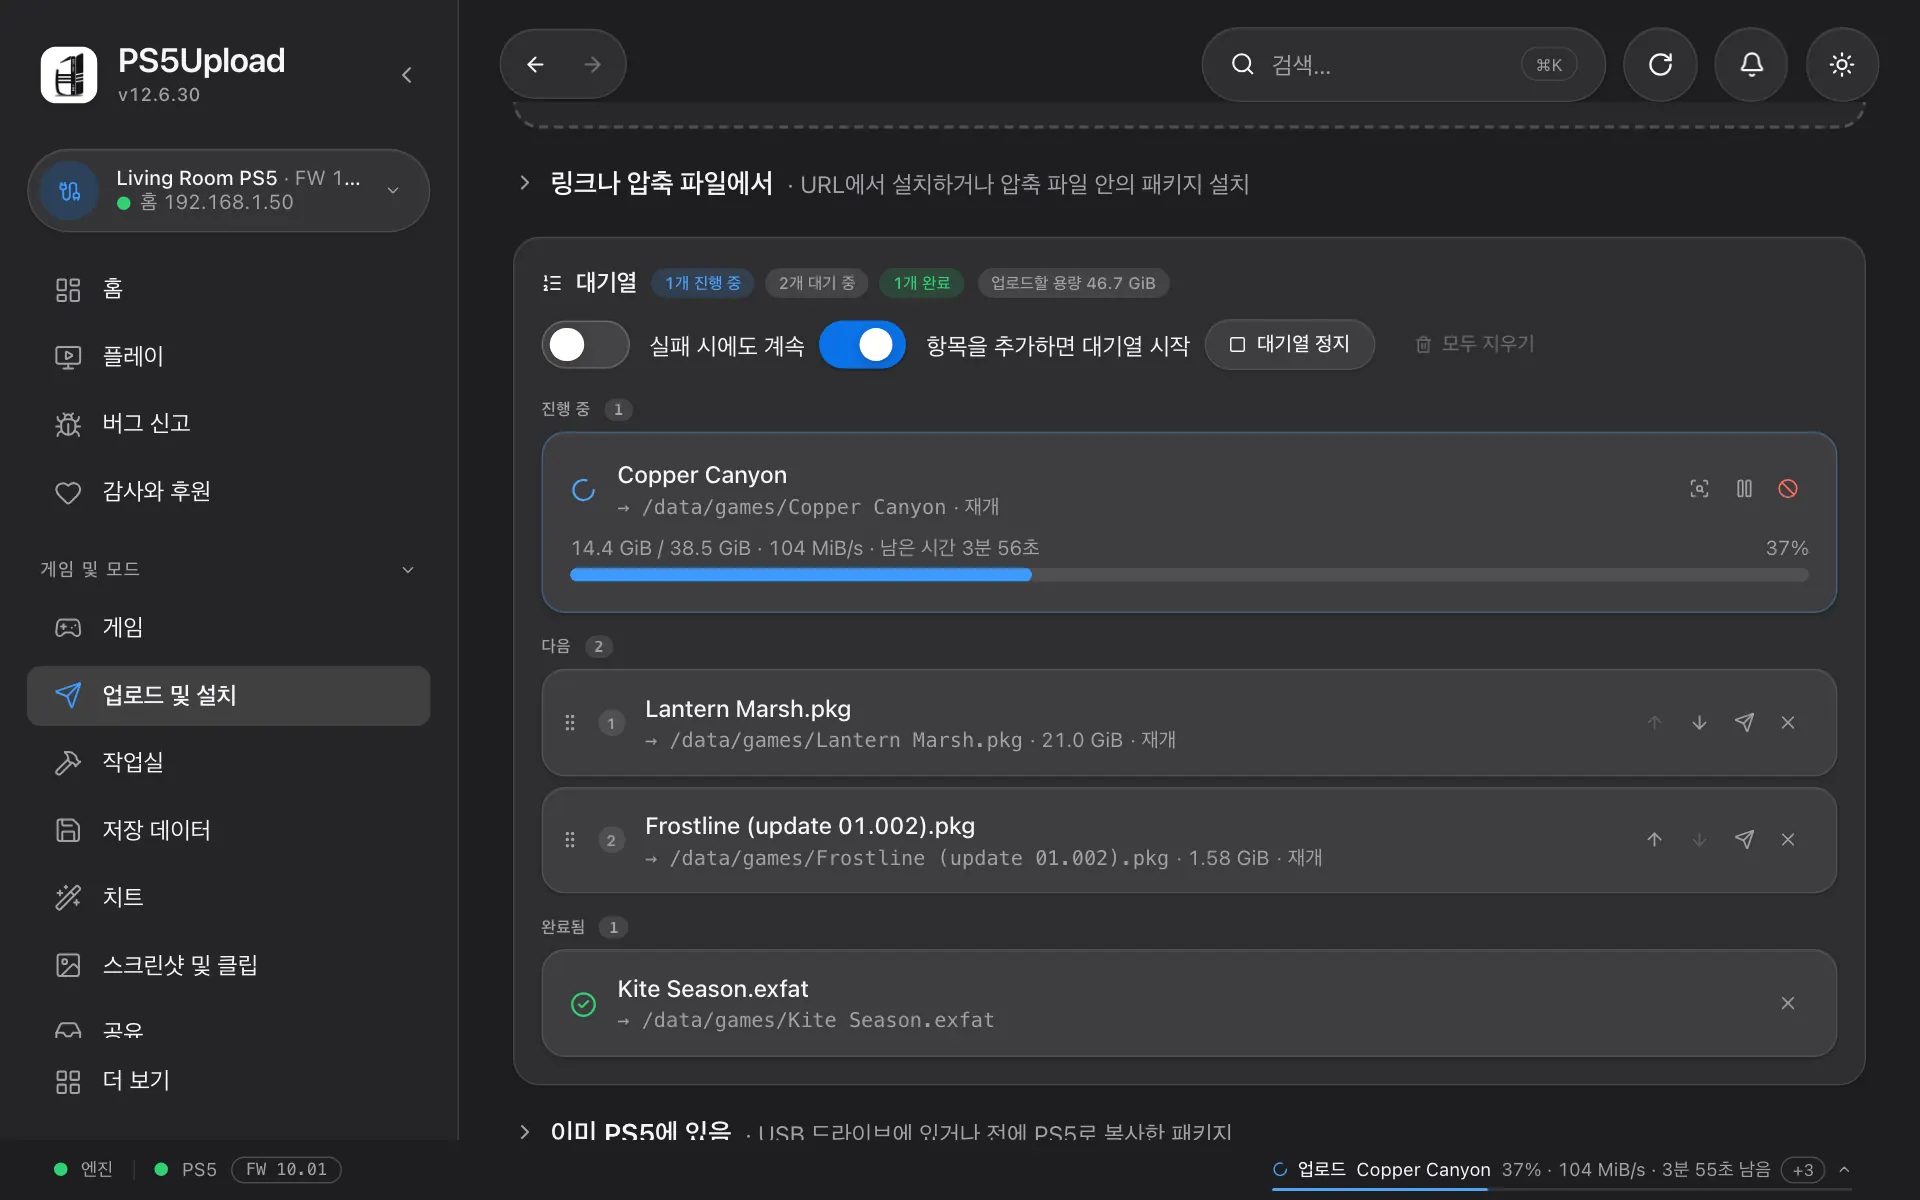 PS5Upload
v12.6.30
Living Room PS5 · FW 1...
홈 192.168.1.50
홈
플레이
버그 신고
감사와 후원
게임 및 모드
게임
업로드 및 설치
작업실
저장 데이터
치트
스크린샷 및 클립
공유
더 보기
검색...
⌘K
링크나 압축 파일에서 · URL에서 설치하거나 압축 파일 안의 패키지 설치
대기열 1개 진행 중 2개 대기 중 1개 완료 업로드할 용량 46.7 GiB
실패 시에도 계속 항목을 추가하면 대기열 시작 대기열 정지 모두 지우기
진행 중 1
Copper Canyon
→ /data/games/Copper Canyon · 재개
14.4 GiB / 38.5 GiB · 104 MiB/s · 남은 시간 3분 56초 37%
다음 2
1 Lantern Marsh.pkg
→ /data/games/Lantern Marsh.pkg · 21.0 GiB · 재개
2 Frostline (update 01.002).pkg
→ /data/games/Frostline (update 01.002).pkg · 1.58 GiB · 재개
완료됨 1
Kite Season.exfat
→ /data/games/Kite Season.exfat
이미 PS5에 있음 · USB 드라이브에 있거나 전에 PS5로 복사한 패키지
엔진 PS5 FW 10.01
업로드 Copper Canyon 37% · 104 MiB/s · 3분 55초 남음 +3